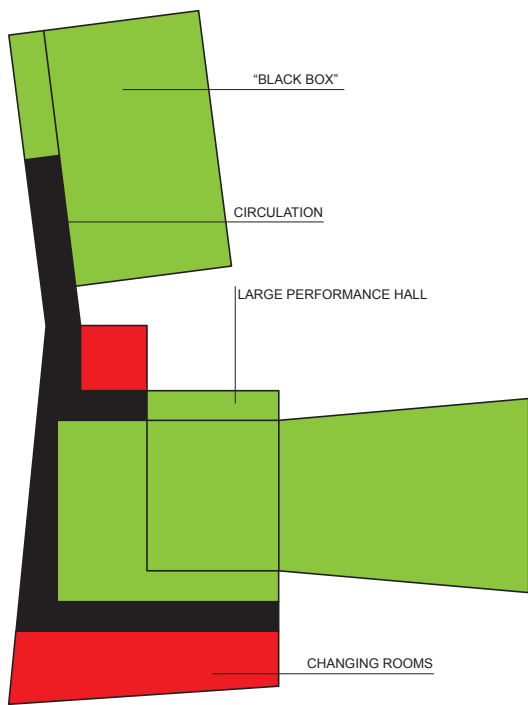 “BLACK BOX”
CIRCULATION
LARGE PERFORMANCE HALL
CHANGING ROOMS